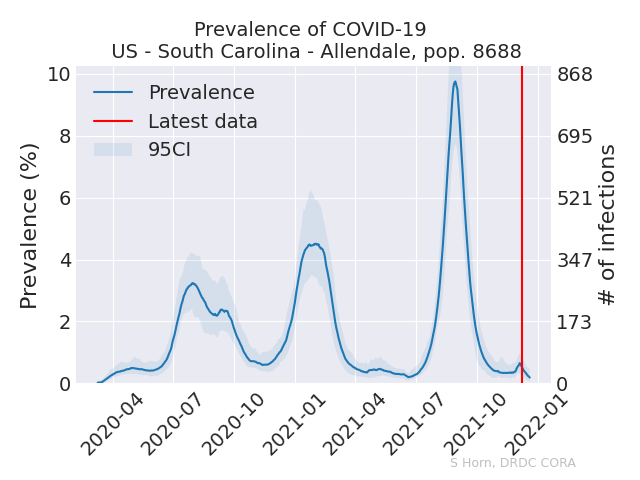 Prevalence of COVID-19
US - South Carolina - Allendale, pop. 8688
Prevalence
Latest data
95CI
Prevalence (%)
10
8
6
4
2
0
868
695
521
347
173
0
# of infections
2020-04
2020-07
2020-10
2021-01
2021-04
2021-07
2021-10
2022-01
S Horn, DRDC CORA